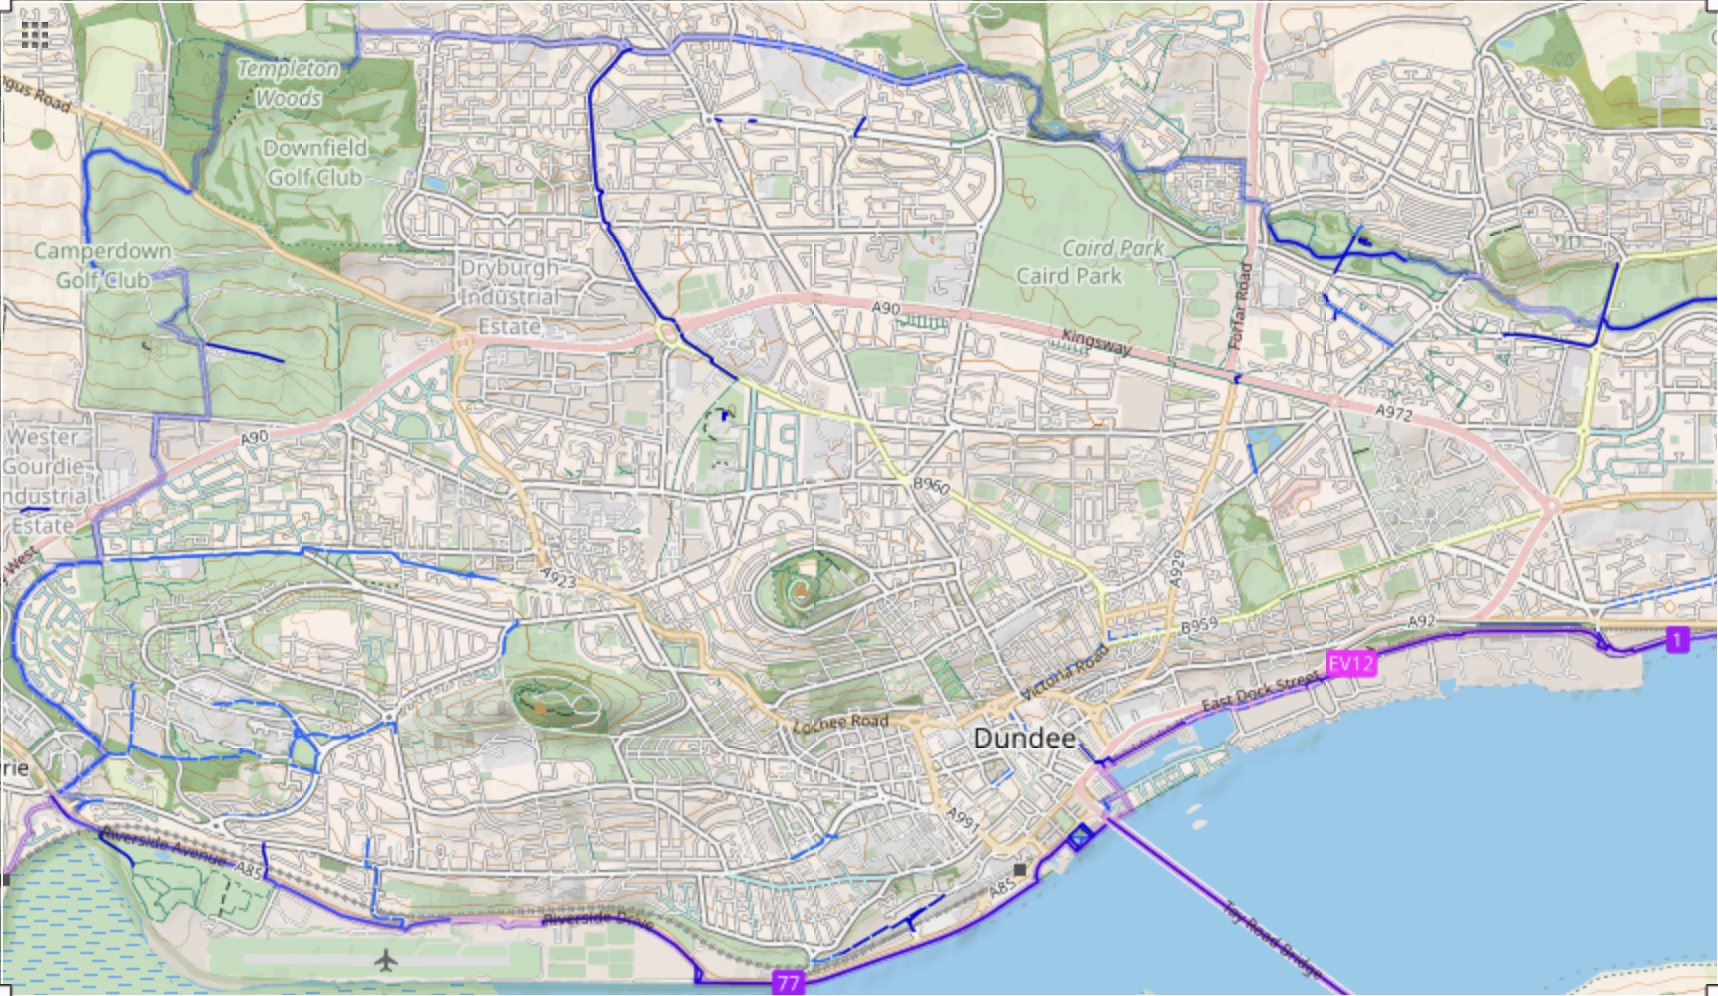 Templeton
Woods
ngus Road
Downfield
Golf Club
Camperdown
Golf Club
Caird Park
Caird Park
Dryburgh
Industrial
Estate
A90
Forfar Road
Kingsway
A972
Wester
Gourdie
ndustrial
Estate
A90
B960
West
A923
A929
B959
A92
1
EV12
Victoria Road
East Dock Street
Lochee Road
Dundee
rie
A991
Riverside Avenue
A85
A85
Riverside Drive
Tay Road Bridge
77